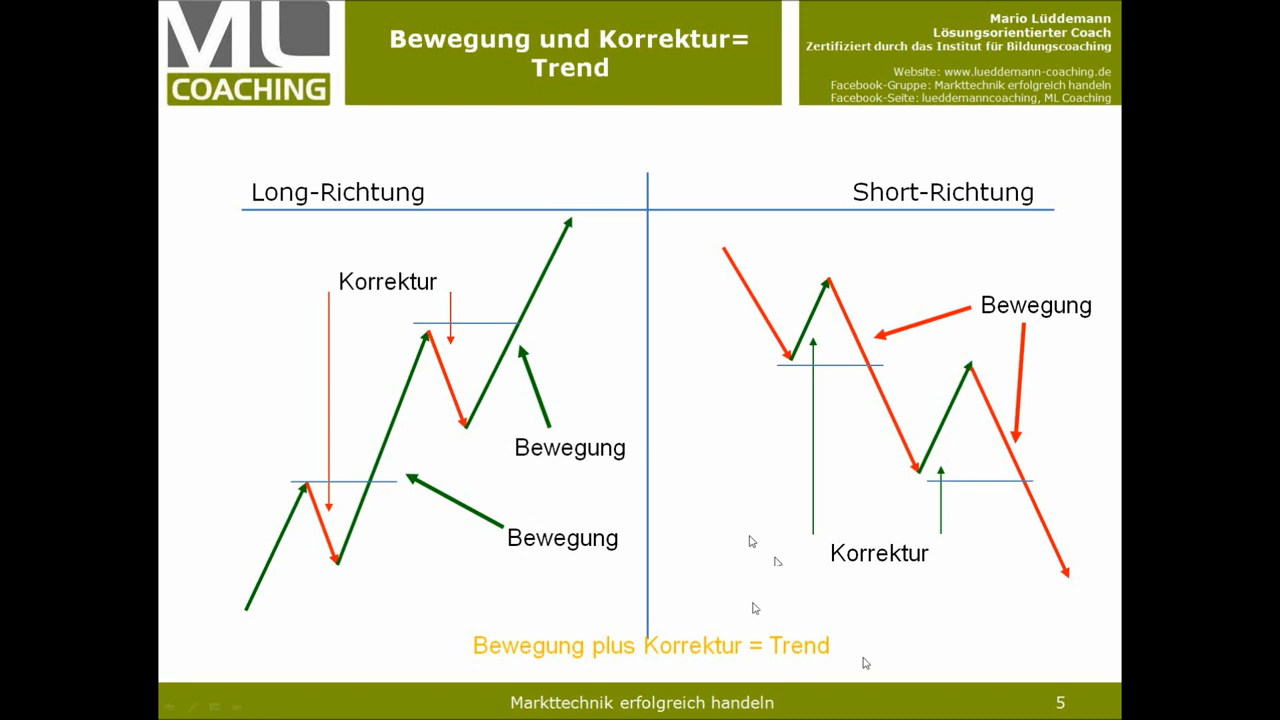 ML
COACHING
Bewegung und Korrektur=
Trend
Mario Lüddemann
Lösungsorientierter Coach
Zertifiziert durch das Institut für Bildungscoaching
Website: www.lueddemann-coaching.de
Facebook-Gruppe: Markttechnik erfolgreich handeln
Facebook-Seite: lueddemanncoaching, ML Coaching
Long-Richtung
Short-Richtung
Korrektur
Bewegung
Bewegung
Bewegung
Bewegung
Korrektur
Bewegung plus Korrektur = Trend
Markttechnik erfolgreich handeln
5